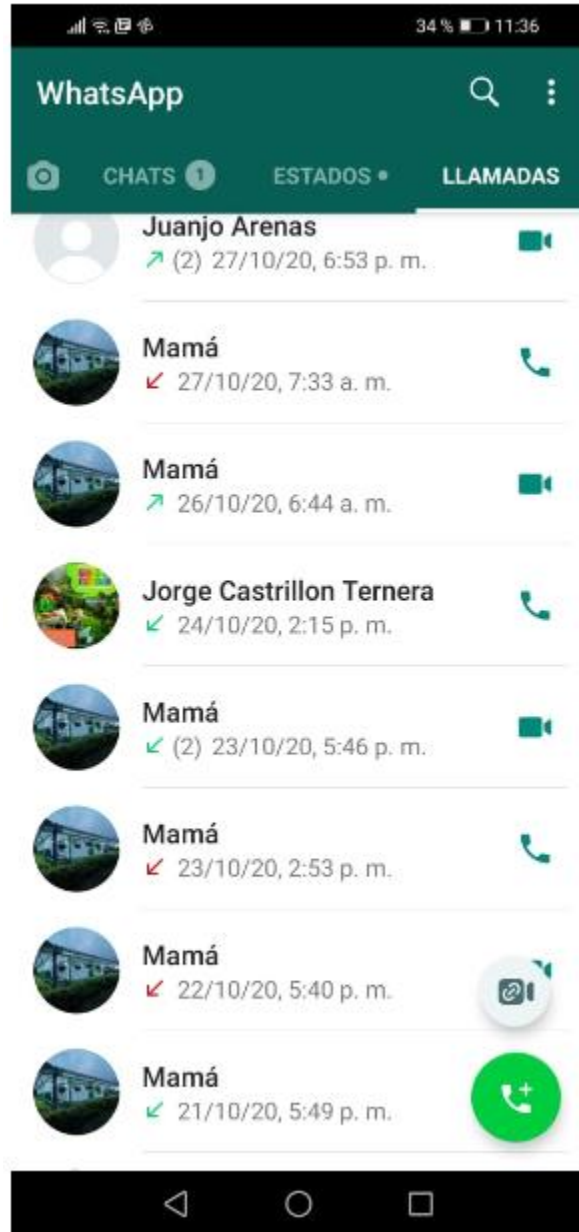 34 % 11:36
WhatsApp
CHATS 1 ESTADOS • LLAMADAS
Juanjo Arenas
(2) 27/10/20, 6:53 p. m.
Mamá
27/10/20, 7:33 a. m.
Mamá
26/10/20, 6:44 a. m.
Jorge Castrillon Ternera
24/10/20, 2:15 p. m.
Mamá
(2) 23/10/20, 5:46 p. m.
Mamá
23/10/20, 2:53 p. m.
Mamá
22/10/20, 5:40 p. m.
Mamá
21/10/20, 5:49 p. m.